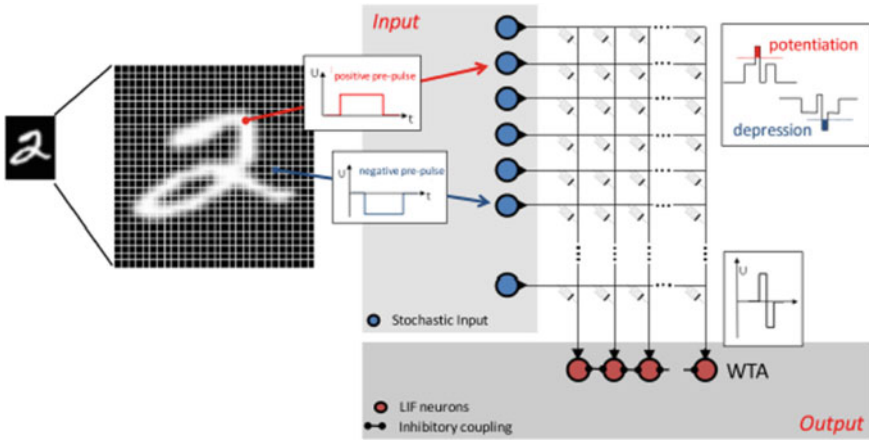 Input
U
positive pre-pulse
t
U
negative pre-pulse
t
potentiation
depression
U
Stochastic Input
WTA
LIF neurons
Inhibitory coupling
Output